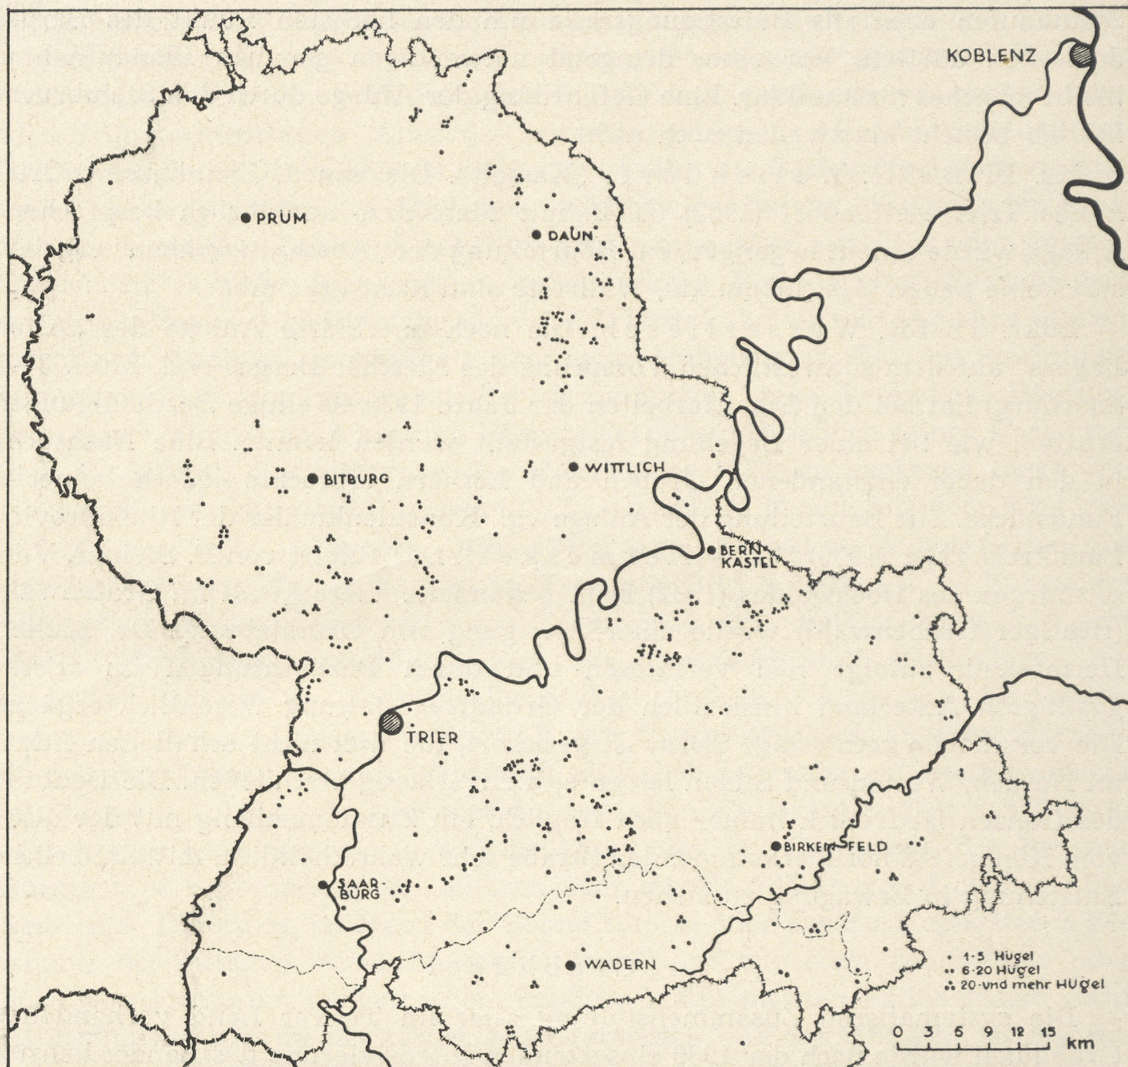 KOBLENZ
PRÜM
DAUN
BITBURG
WITTLICH
BERN-
KASTEL
TRIER
BIRKENFELD
SAAR-
BURG
WADERN
1-5 Hügel
6-20 Hügel
20-und mehr Hügel
0 3 6 9 12 15
km